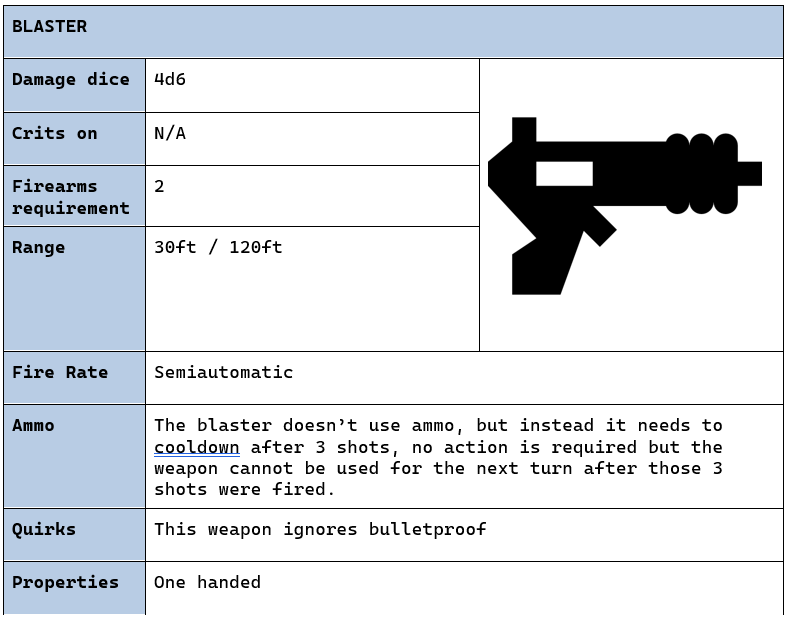 BLASTER
Damage dice 4d6
Crits on N/A
Firearms requirement 2
Range 30ft / 120ft
Fire Rate Semiautomatic
Ammo The blaster doesn’t use ammo, but instead it needs to
cooldown after 3 shots, no action is required but the
weapon cannot be used for the next turn after those 3
shots were fired.
Quirks This weapon ignores bulletproof
Properties One handed